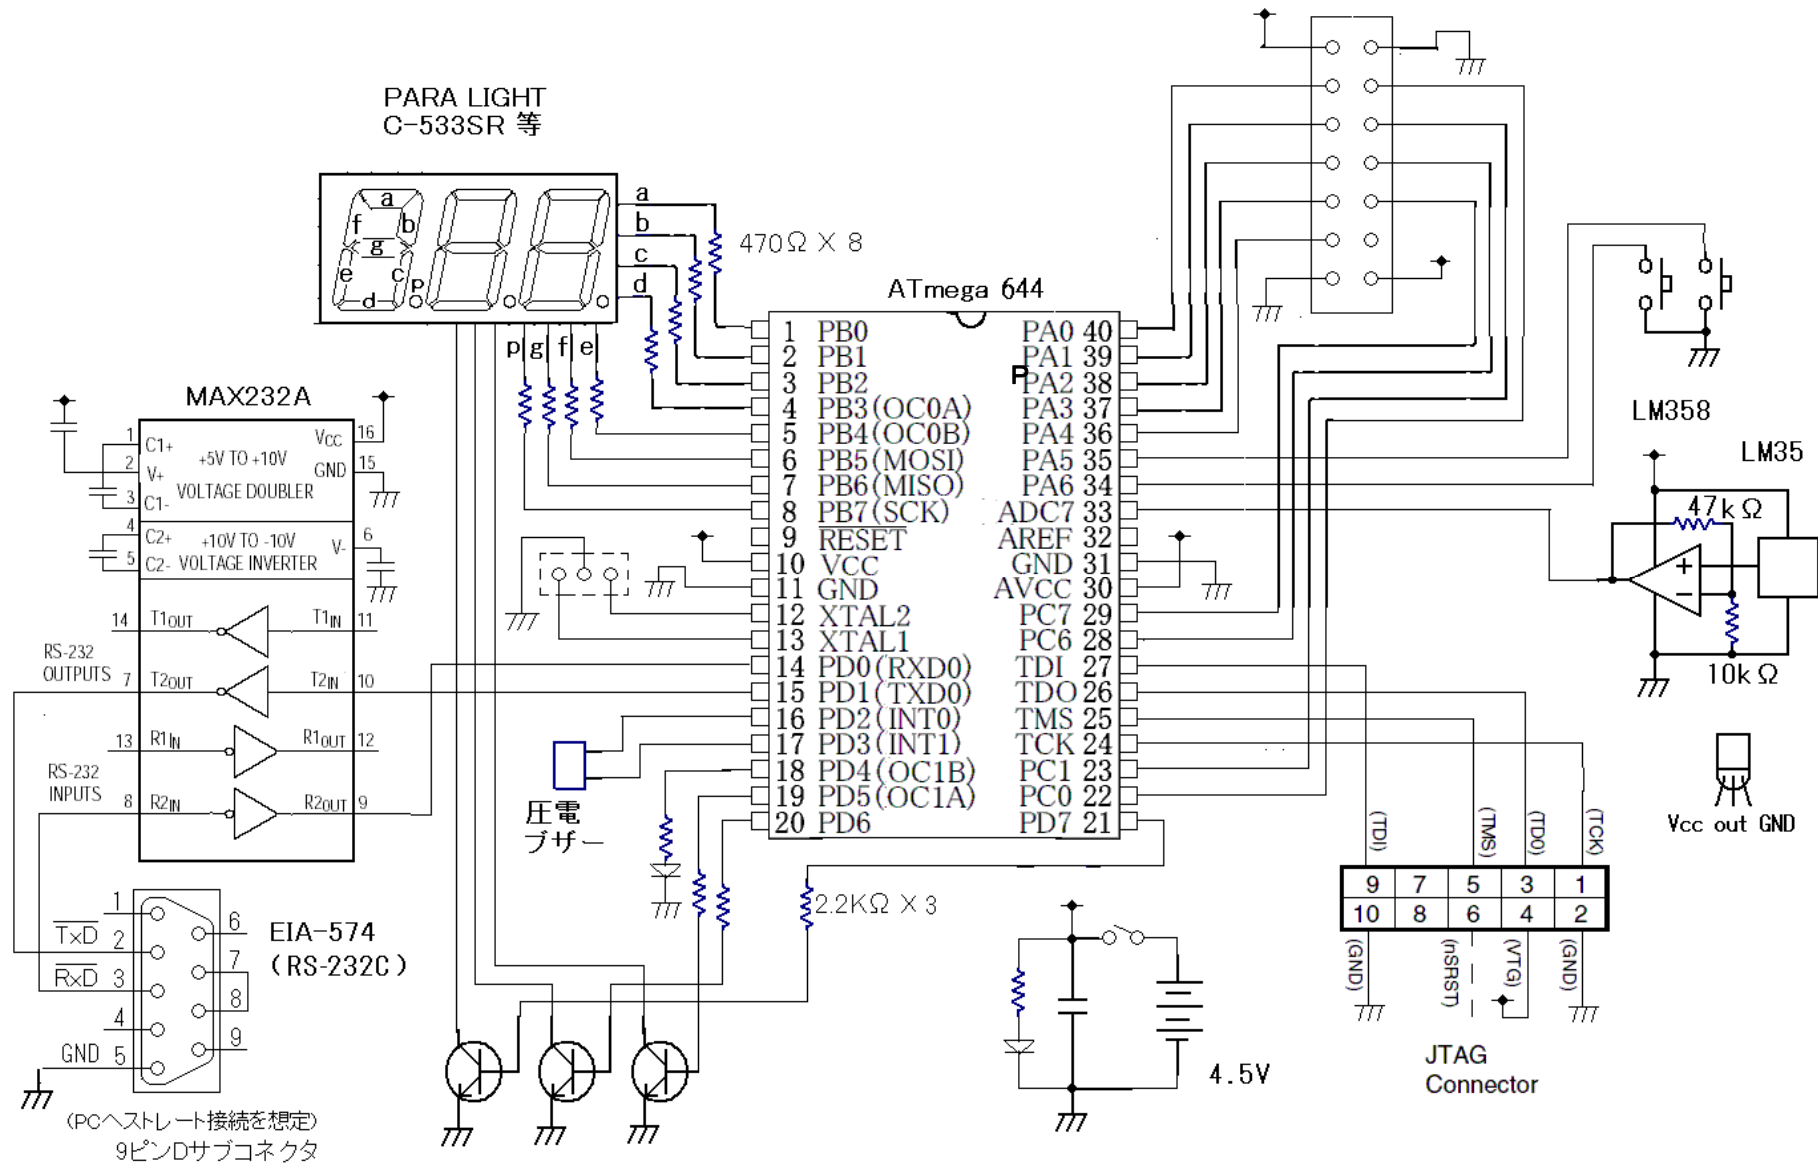 PARA LIGHT
C-533SR 等
a
b
c
d
a
f
b
g
e
c
d
p
p
g
f
e
470Ω X 8
ATmega 644
1 PB0
2 PB1
3 PB2
4 PB3(OC0A)
5 PB4(OC0B)
6 PB5(MOSI)
7 PB6(MISO)
8 PB7(SCK)
9 RESET
10 VCC
11 GND
12 XTAL2
13 XTAL1
14 PD0(RXD0)
15 PD1(TXD0)
16 PD2(INT0)
17 PD3(INT1)
18 PD4(OC1B)
19 PD5(OC1A)
20 PD6
PA0 40
PA1 39
P
PA2 38
PA3 37
PA4 36
PA5 35
PA6 34
ADC7 33
AREF 32
GND 31
AVCC 30
PC7 29
PC6 28
TDI 27
TDO 26
TMS 25
TCK 24
PC1 23
PC0 22
PD7 21
MAX232A
1
C1+
2
V+
3
C1-
+5V TO +10V
VOLTAGE DOUBLER
VCC
16
GND
15
4
C2+
5
C2-
+10V TO -10V
VOLTAGE INVERTER
V-
6
14 T1OUT T1IN 11
RS-232
OUTPUTS
7 T2OUT T2IN 10
13 R1IN R1OUT 12
RS-232
INPUTS
8 R2IN R2OUT 9
圧電
ブザー
2.2KΩ X 3
1
TxD 2
RxD 3
4
GND 5
6
7
8
9
EIA-574
(RS-232C)
(PCへストレート接続を想定)
9ピンDサブコネクタ
4.5V
LM358
LM35
47kΩ
+
−
10kΩ
Vcc out GND
(TDI)
(TMS)
(TDO)
(TCK)
9 7 5 3 1
10 8 6 4 2
(GND)
(nSRST)
(VTG)
(GND)
JTAG
Connector